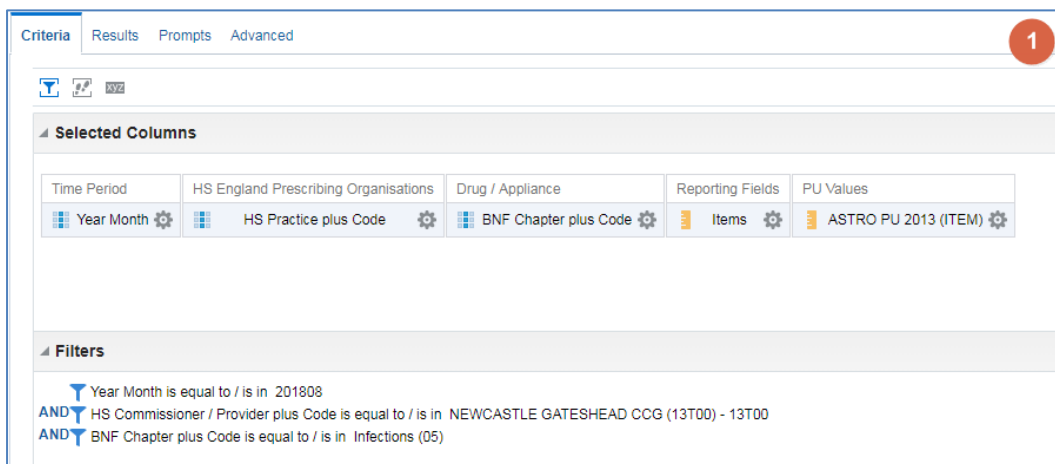 Criteria Results Prompts Advanced
1
xyz
Selected Columns
Time Period HS England Prescribing Organisations Drug / Appliance Reporting Fields PU Values
Year Month HS Practice plus Code BNF Chapter plus Code Items ASTRO PU 2013 (ITEM)
Filters
Year Month is equal to / is in 201808
AND HS Commissioner / Provider plus Code is equal to / is in NEWCASTLE GATESHEAD CCG (13T00) - 13T00
AND BNF Chapter plus Code is equal to / is in Infections (05)